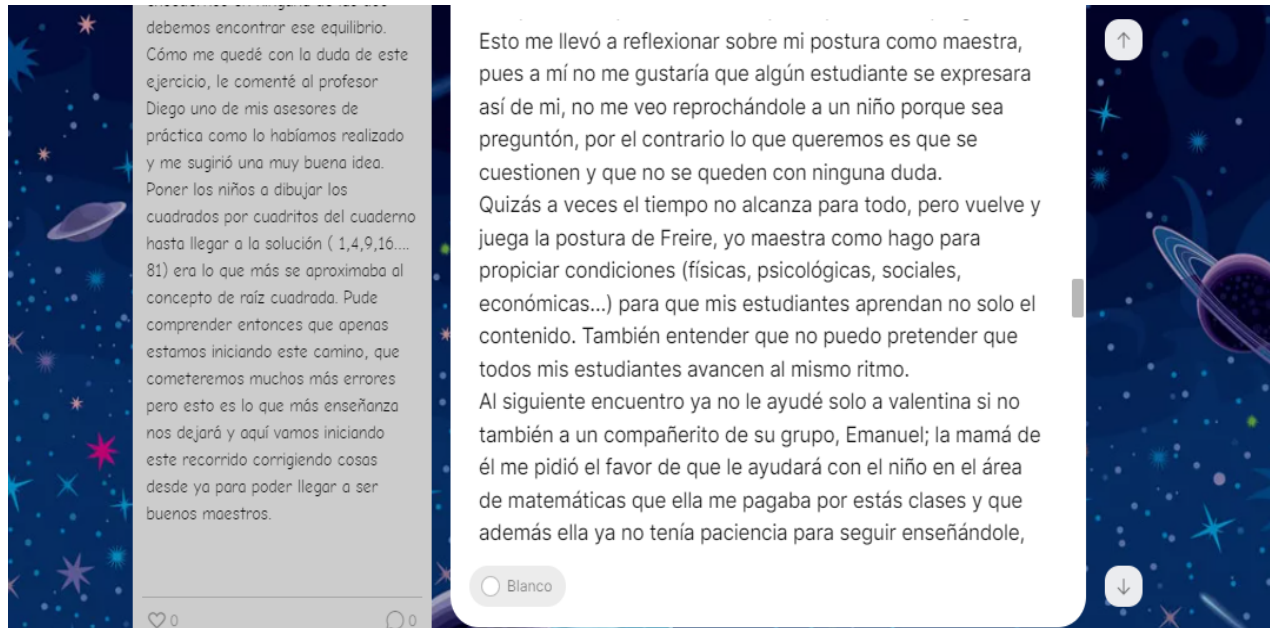 debemos encontrar ese equilibrio.
Cómo me quedé con la duda de este
ejercicio, le comenté al profesor
Diego uno de mis asesores de
práctica como lo habíamos realizado
y me sugirió una muy buena idea.
Poner los niños a dibujar los
cuadrados por cuadritos del cuaderno
hasta llegar a la solución ( 1,4,9,16....
81) era lo que más se aproximaba al
concepto de raíz cuadrada. Pude
comprender entonces que apenas
estamos iniciando este camino, que
cometeremos muchos más errores
pero esto es lo que más enseñanza
nos dejará y aquí vamos iniciando
este recorrido corrigiendo cosas
desde ya para poder llegar a ser
buenos maestros.
0
0
Esto me llevó a reflexionar sobre mi postura como maestra,
pues a mí no me gustaría que algún estudiante se expresara
así de mi, no me veo reprochándole a un niño porque sea
preguntón, por el contrario lo que queremos es que se
cuestionen y que no se queden con ninguna duda.
Quizás a veces el tiempo no alcanza para todo, pero vuelve y
juega la postura de Freire, yo maestra como hago para
propiciar condiciones (físicas, psicológicas, sociales,
económicas...) para que mis estudiantes aprendan no solo el
contenido. También entender que no puedo pretender que
todos mis estudiantes avancen al mismo ritmo.
Al siguiente encuentro ya no le ayudé solo a valentina si no
también a un compañerito de su grupo, Emanuel; la mamá de
él me pidió el favor de que le ayudará con el niño en el área
de matemáticas que ella me pagaba por estás clases y que
además ella ya no tenía paciencia para seguir enseñándole,
Blanco